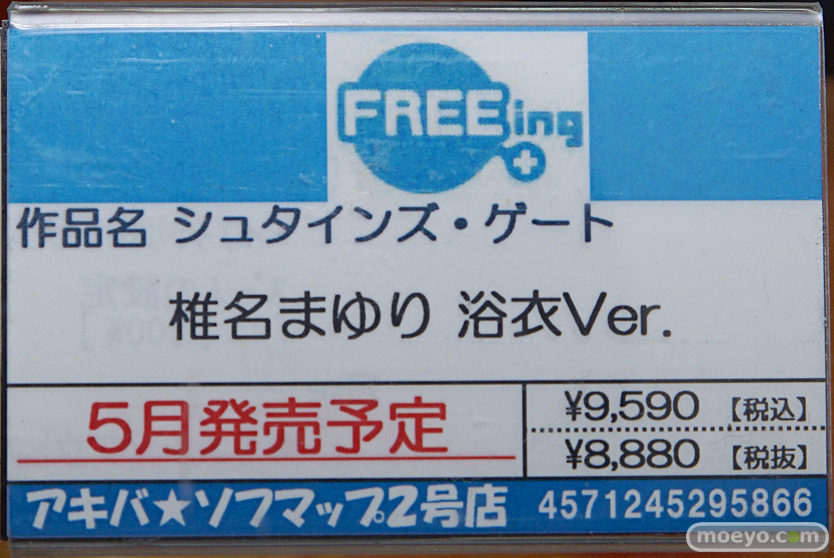 FREEing
作品名 シュタインズ・ゲート
椎名まゆり 浴衣Ver.
5月発売予定
¥9,590 【税込】
¥8,880 【税抜】
アキバ★ソフマップ2号店 4571245295866
moeyo.com